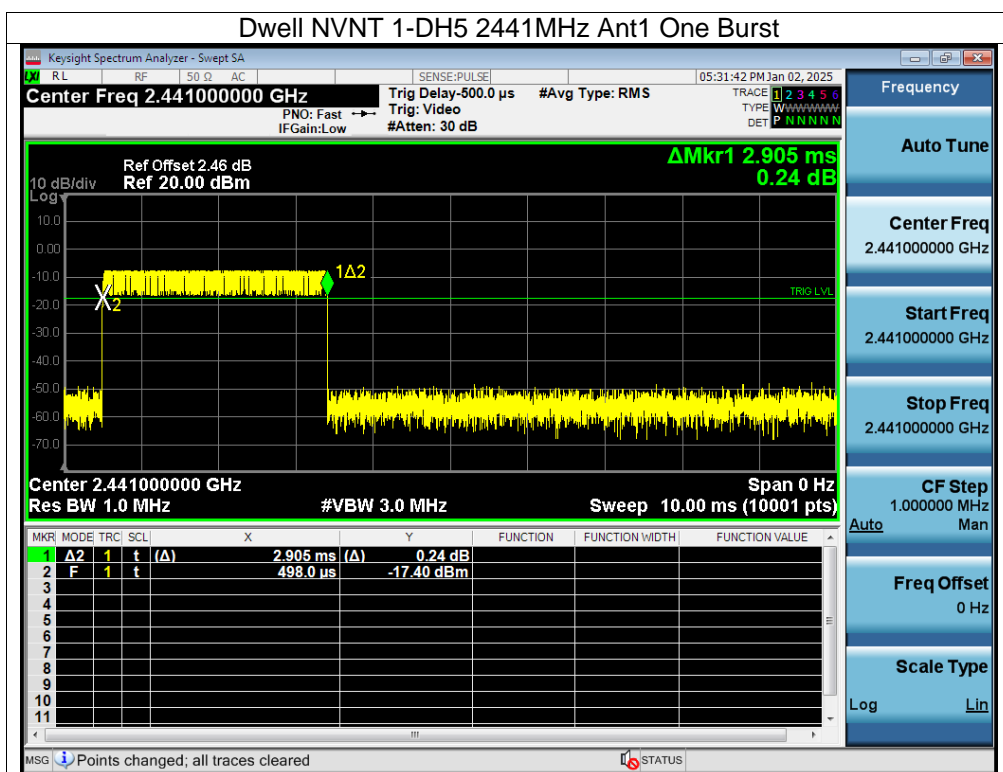 Dwell NVNT 1-DH5 2441MHz Ant1 One Burst
Keysight Spectrum Analyzer - Swept SA
LXI RL RF 50 Ω AC SENSE:PULSE 05:31:42 PM Jan 02, 2025
Center Freq 2.441000000 GHz Trig Delay-500.0 µs #Avg Type: RMS TRACE 1 2 3 4 5 6
PNO: Fast Trig: Video TYPE WWWWWW
IFGain:Low #Atten: 30 dB DET P N N N N N
ΔMkr1 2.905 ms
0.24 dB
Ref Offset 2.46 dB
10 dB/div Ref 20.00 dBm
Log
10.0
0.00
-10.0
-20.0
-30.0
-40.0
-50.0
-60.0
-70.0
1Δ2
2
TRIG LVL
Center 2.441000000 GHz Span 0 Hz
Res BW 1.0 MHz #VBW 3.0 MHz Sweep 10.00 ms (10001 pts)
MKR MODE TRC SCL X Y FUNCTION FUNCTION WIDTH FUNCTION VALUE
1 Δ2 1 t (Δ) 2.905 ms (Δ) 0.24 dB
2 F 1 t 498.0 µs -17.40 dBm
3
4
5
6
7
8
9
10
11
MSG Points changed; all traces cleared STATUS
Frequency
Auto Tune
Center Freq
2.441000000 GHz
Start Freq
2.441000000 GHz
Stop Freq
2.441000000 GHz
CF Step
1.000000 MHz
Auto Man
Freq Offset
0 Hz
Scale Type
Log Lin